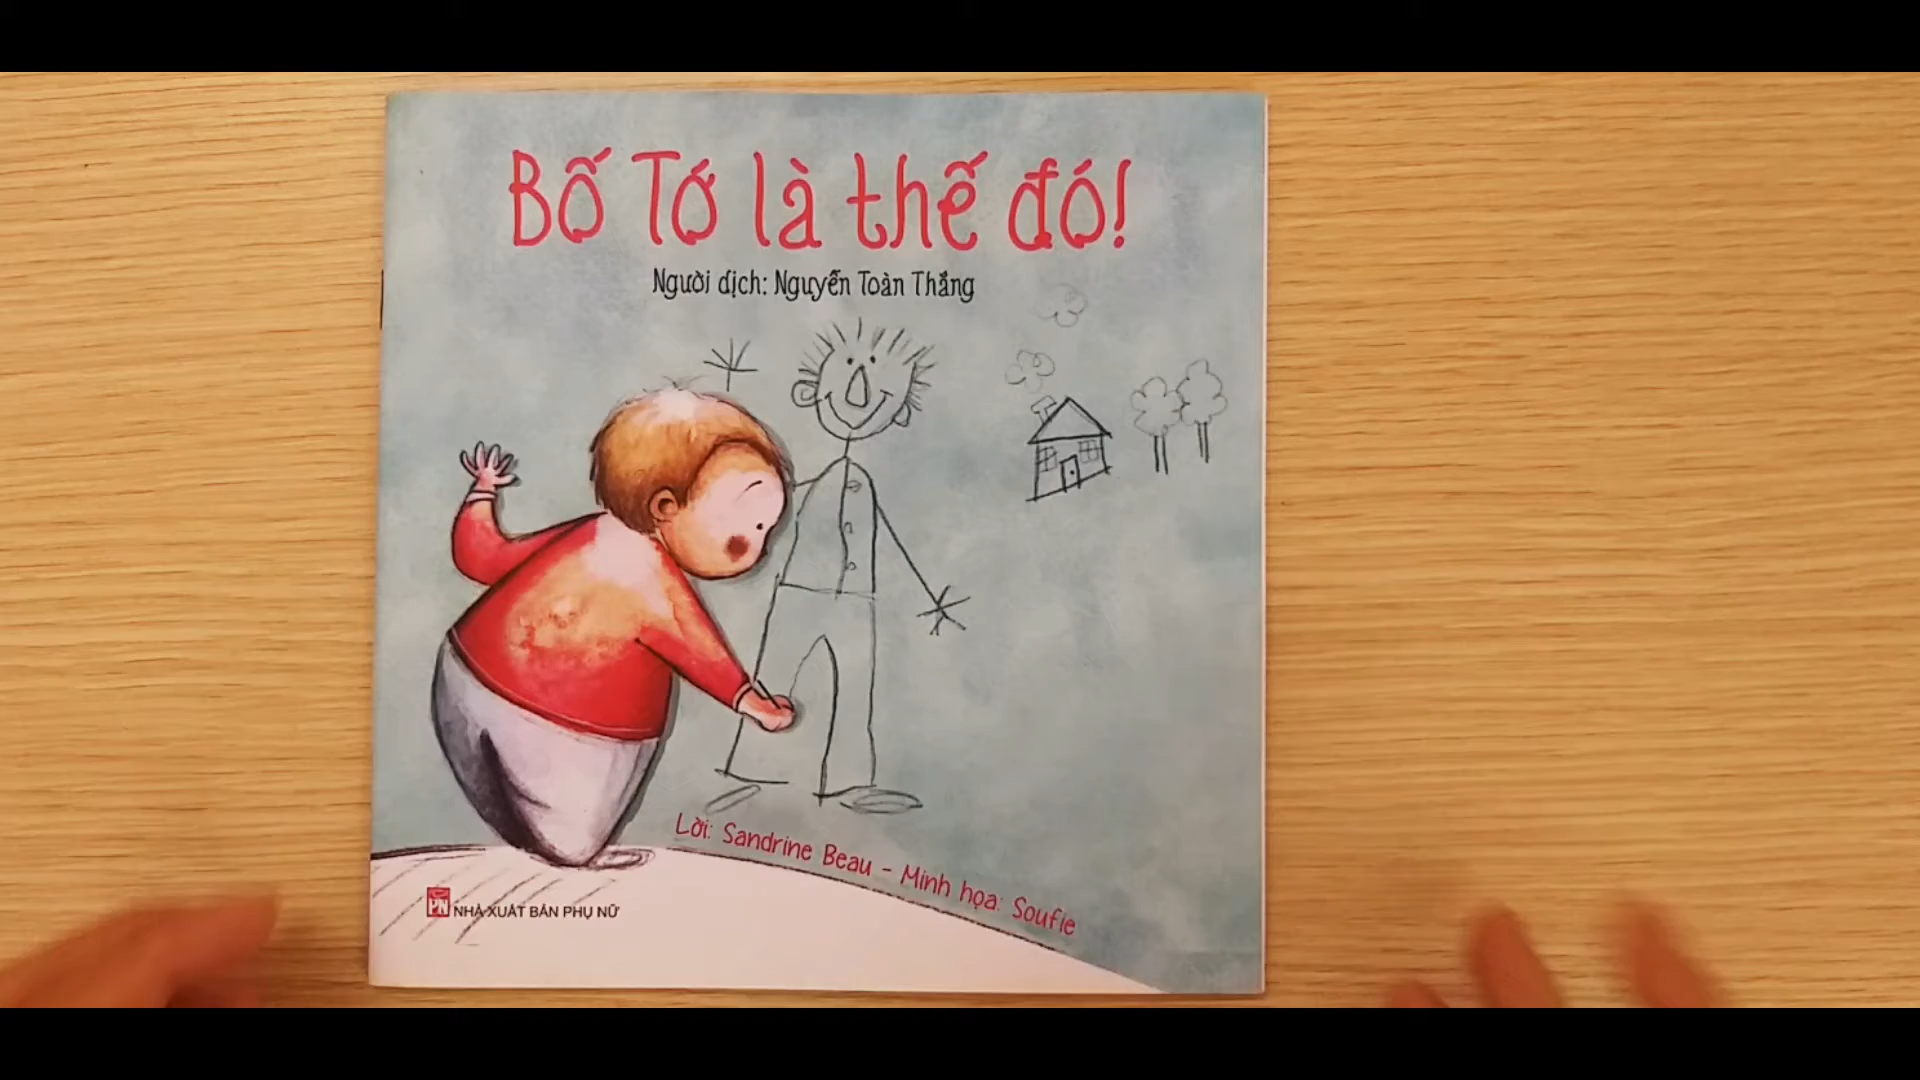 Bố Tớ là thế đó!
Người dịch: Nguyễn Toàn Thắng
Lời: Sandrine Beau - Minh họa: Soufie
PN NHÀ XUẤT BẢN PHỤ NỮ